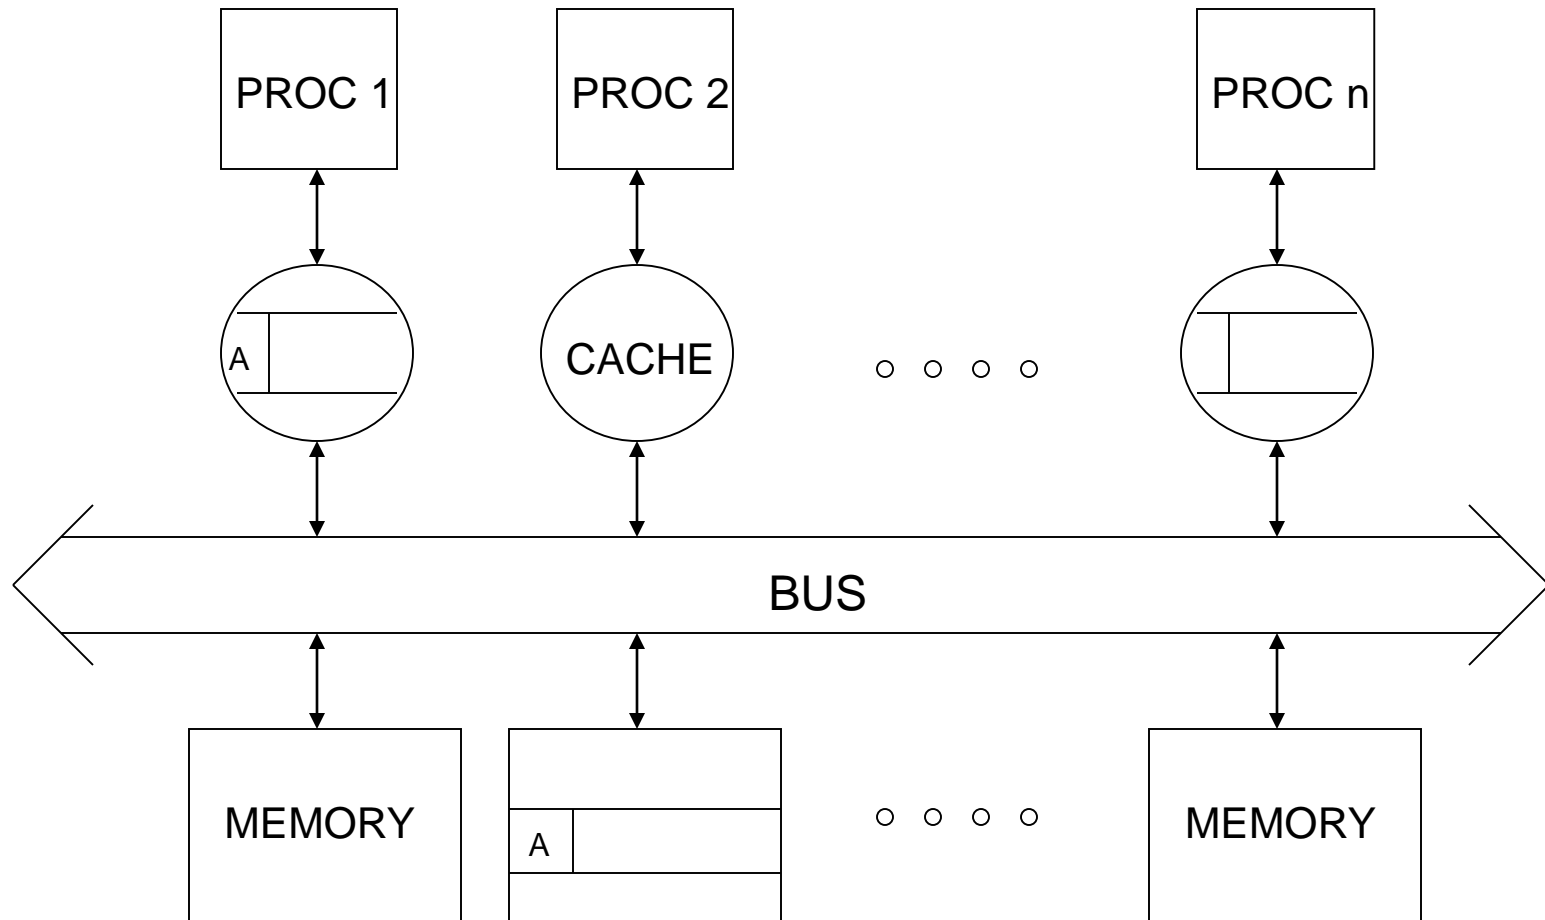 PROC 1
PROC 2
PROC n
A
CACHE
BUS
MEMORY
A
MEMORY